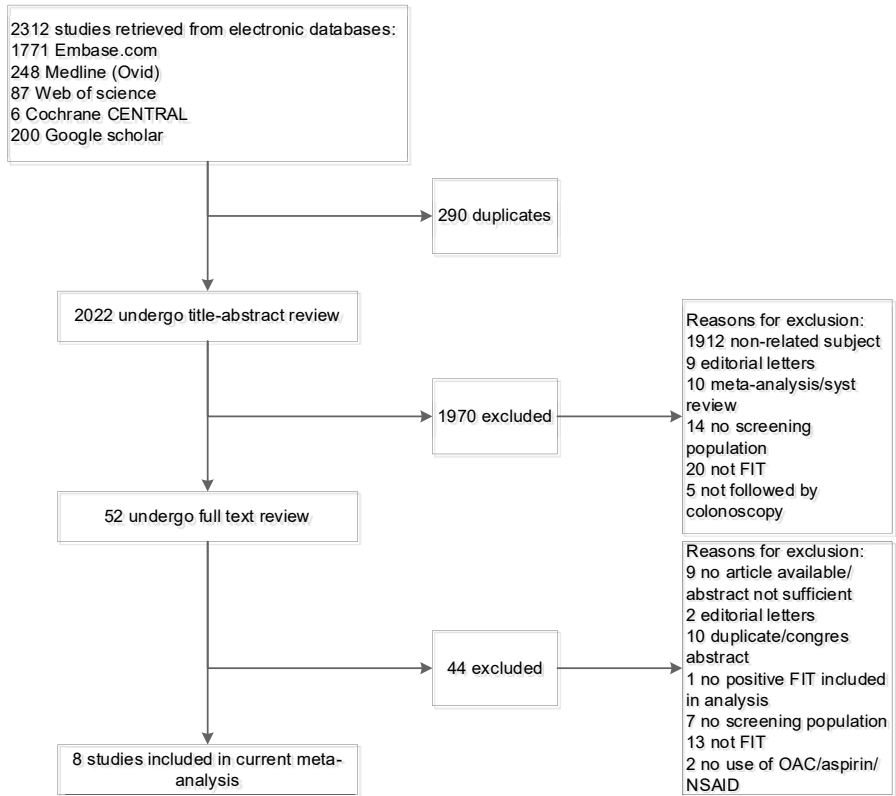 2312 studies retrieved from electronic databases:
1771 Embase.com
248 Medline (Ovid)
87 Web of science
6 Cochrane CENTRAL
200 Google scholar
290 duplicates
2022 undergo title-abstract review
Reasons for exclusion:
1912 non-related subject
9 editorial letters
10 meta-analysis/syst
review
14 no screening
population
20 not FIT
5 not followed by
colonoscopy
1970 excluded
52 undergo full text review
Reasons for exclusion:
9 no article available/
abstract not sufficient
2 editorial letters
10 duplicate/congres
abstract
1 no positive FIT included
in analysis
7 no screening population
13 not FIT
2 no use of OAC/aspirin/
NSAID
44 excluded
8 studies included in current meta-
analysis